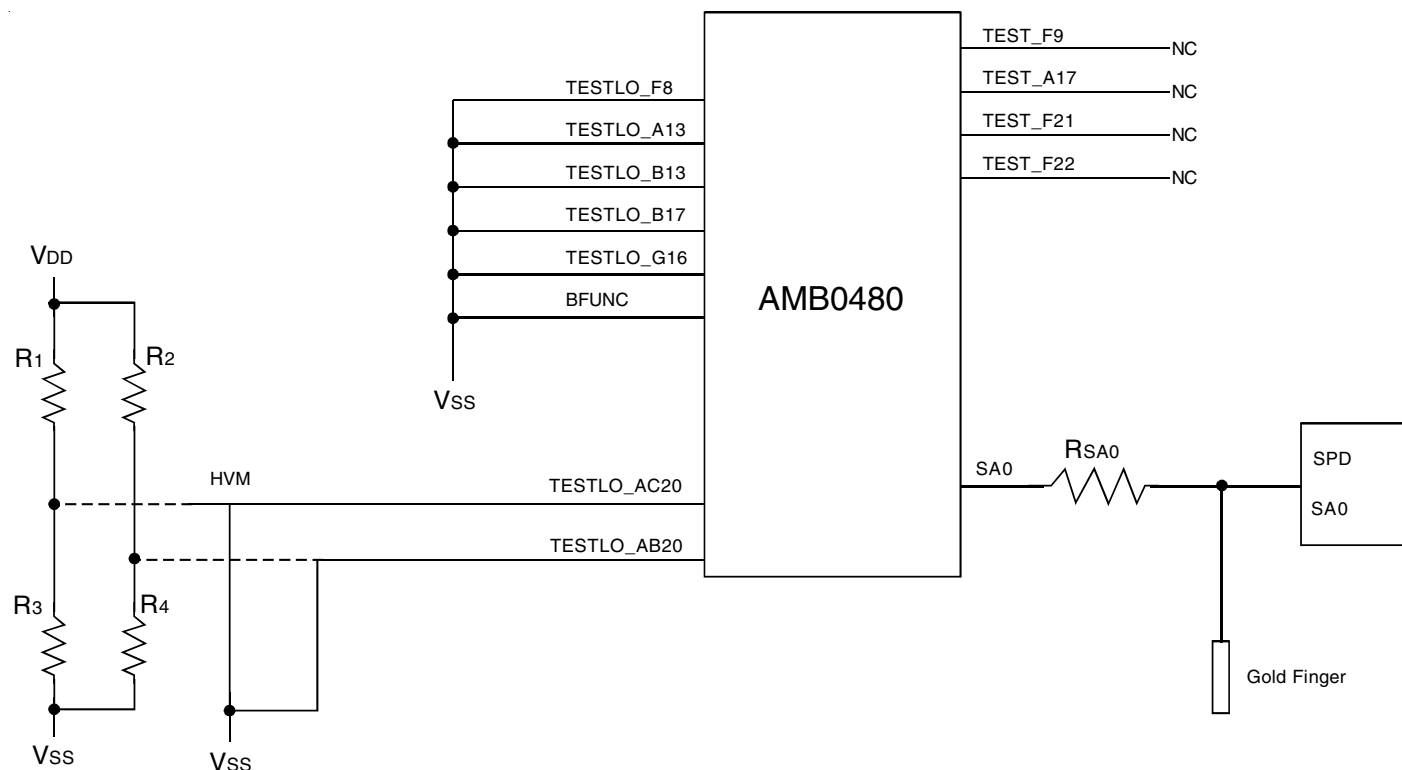 TEST_F9
NC
TESTLO_F8
TEST_A17
NC
TESTLO_A13
TEST_F21
NC
TESTLO_B13
TEST_F22
NC
TESTLO_B17
TESTLO_G16
BFUNC
AMB0480
VDD
R1
R2
VSS
HVM
TESTLO_AC20
TESTLO_AB20
SA0
RSA0
SPD
SA0
R3
R4
Gold Finger
VSS
VSS